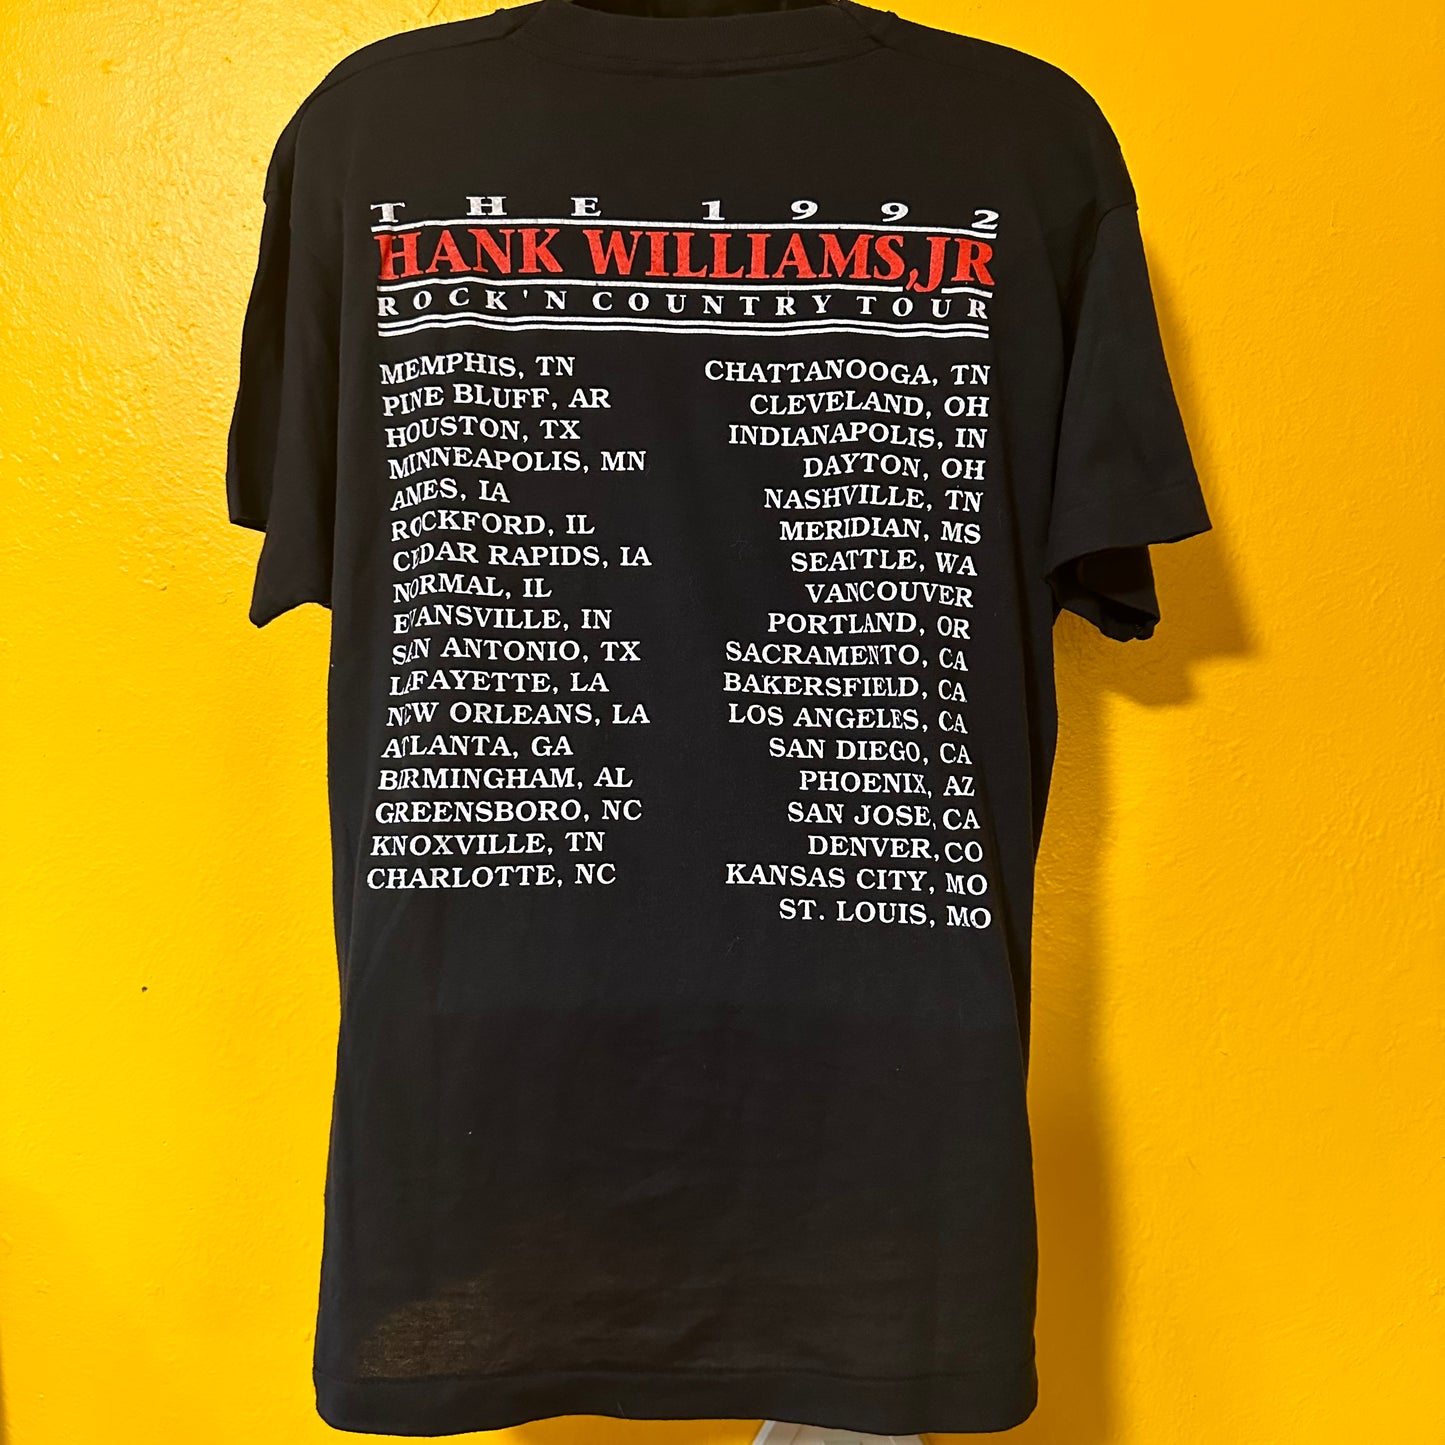 THE 1992
HANK WILLIAMS, JR
ROCK'N COUNTRY TOUR
MEMPHIS, TN
PINE BLUFF, AR
HOUSTON, TX
MINNEAPOLIS, MN
AMES, IA
ROCKFORD, IL
CEDAR RAPIDS, IA
NORMAL, IL
EVANSVILLE, IN
SAN ANTONIO, TX
LAFAYETTE, LA
NEW ORLEANS, LA
ATLANTA, GA
BIRMINGHAM, AL
GREENSBORO, NC
KNOXVILLE, TN
CHARLOTTE, NC
CHATTANOOGA, TN
CLEVELAND, OH
INDIANAPOLIS, IN
DAYTON, OH
NASHVILLE, TN
MERIDIAN, MS
SEATTLE, WA
VANCOUVER
PORTLAND, OR
SACRAMENTO, CA
BAKERSFIELD, CA
LOS ANGELES, CA
SAN DIEGO, CA
PHOENIX, AZ
SAN JOSE, CA
DENVER, CO
KANSAS CITY, MO
ST. LOUIS, MO